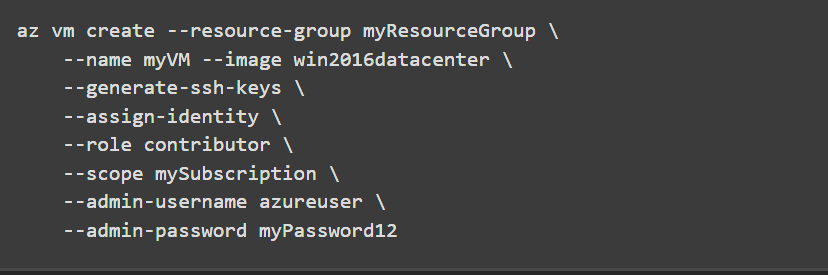 az vm create --resource-group myResourceGroup \
--name myVM --image win2016datacenter \
--generate-ssh-keys \
--assign-identity \
--role contributor \
--scope mySubscription \
--admin-username azureuser \
--admin-password myPassword12